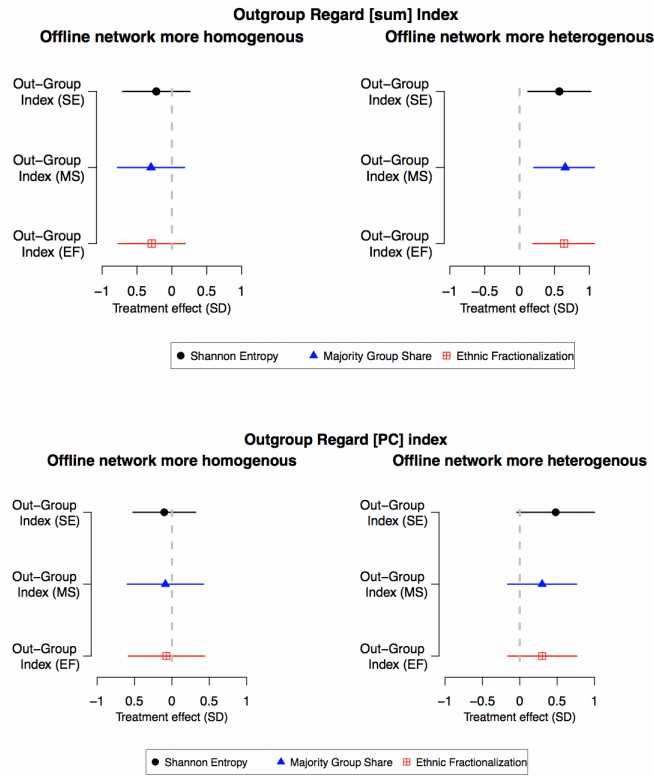 Outgroup Regard [sum] Index
Offline network more homogenous
Offline network more heterogenous
Out−Group
Index (SE)
Out−Group
Index (MS)
Out−Group
Index (EF)
−1 −0.5 0 0.5 1
Treatment effect (SD)
Out−Group
Index (SE)
Out−Group
Index (MS)
Out−Group
Index (EF)
−1 −0.5 0 0.5 1
Treatment effect (SD)
Shannon Entropy Majority Group Share Ethnic Fractionalization
Outgroup Regard [PC] index
Offline network more homogenous
Offline network more heterogenous
Out−Group
Index (SE)
Out−Group
Index (MS)
Out−Group
Index (EF)
−1 −0.5 0 0.5 1
Treatment effect (SD)
Out−Group
Index (SE)
Out−Group
Index (MS)
Out−Group
Index (EF)
−1 −0.5 0 0.5 1
Treatment effect (SD)
Shannon Entropy Majority Group Share Ethnic Fractionalization